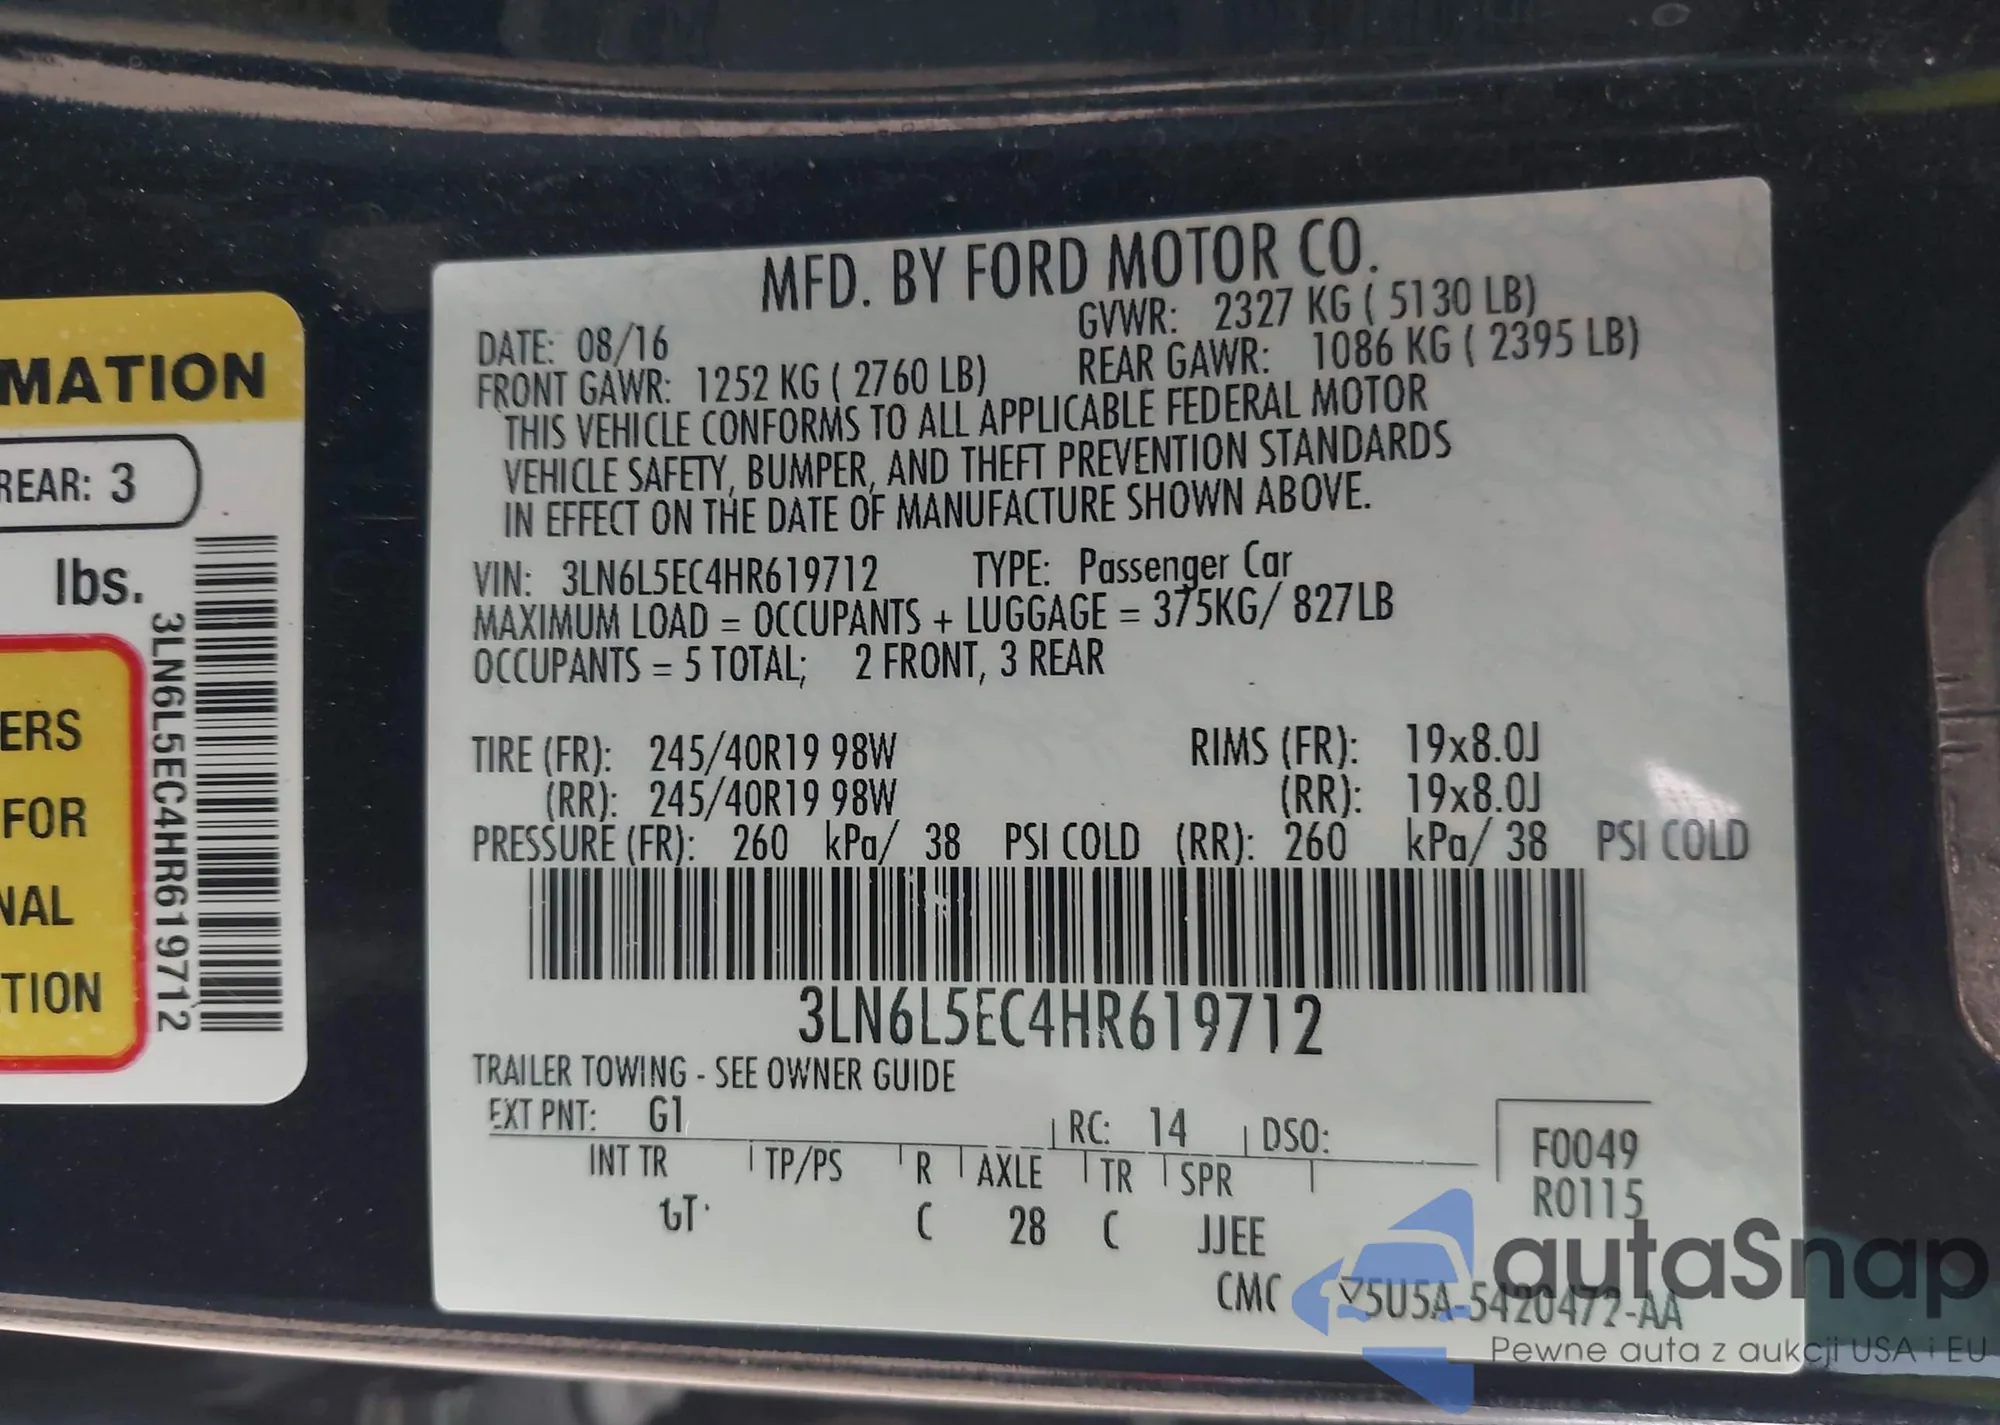 MATION
REAR: 3
lbs.
ERS
FOR
NAL
TION
3LN6L5EC4HR619712
MFD. BY FORD MOTOR CO.
DATE: 08/16 GVWR: 2327 KG ( 5130 LB)
FRONT GAWR: 1252 KG ( 2760 LB) REAR GAWR: 1086 KG ( 2395 LB)
THIS VEHICLE CONFORMS TO ALL APPLICABLE FEDERAL MOTOR
VEHICLE SAFETY, BUMPER, AND THEFT PREVENTION STANDARDS
IN EFFECT ON THE DATE OF MANUFACTURE SHOWN ABOVE.
VIN: 3LN6L5EC4HR619712 TYPE: Passenger Car
MAXIMUM LOAD = OCCUPANTS + LUGGAGE = 375KG/ 827LB
OCCUPANTS = 5 TOTAL; 2 FRONT, 3 REAR
TIRE (FR): 245/40R19 98W RIMS (FR): 19x8.0J
(RR): 245/40R19 98W (RR): 19x8.0J
PRESSURE (FR): 260 kPa/ 38 PSI COLD (RR): 260 kPa/ 38 PSI COLD
3LN6L5EC4HR619712
TRAILER TOWING - SEE OWNER GUIDE
EXT PNT: G1 RC: 14 DSO:
INT TR TP/PS R AXLE TR SPR
GT C 28 C JJEE
F0049
R0115
CMC 5U5A-5420472-AA
autaSnap
Pewne auta z aukcji USA i EU